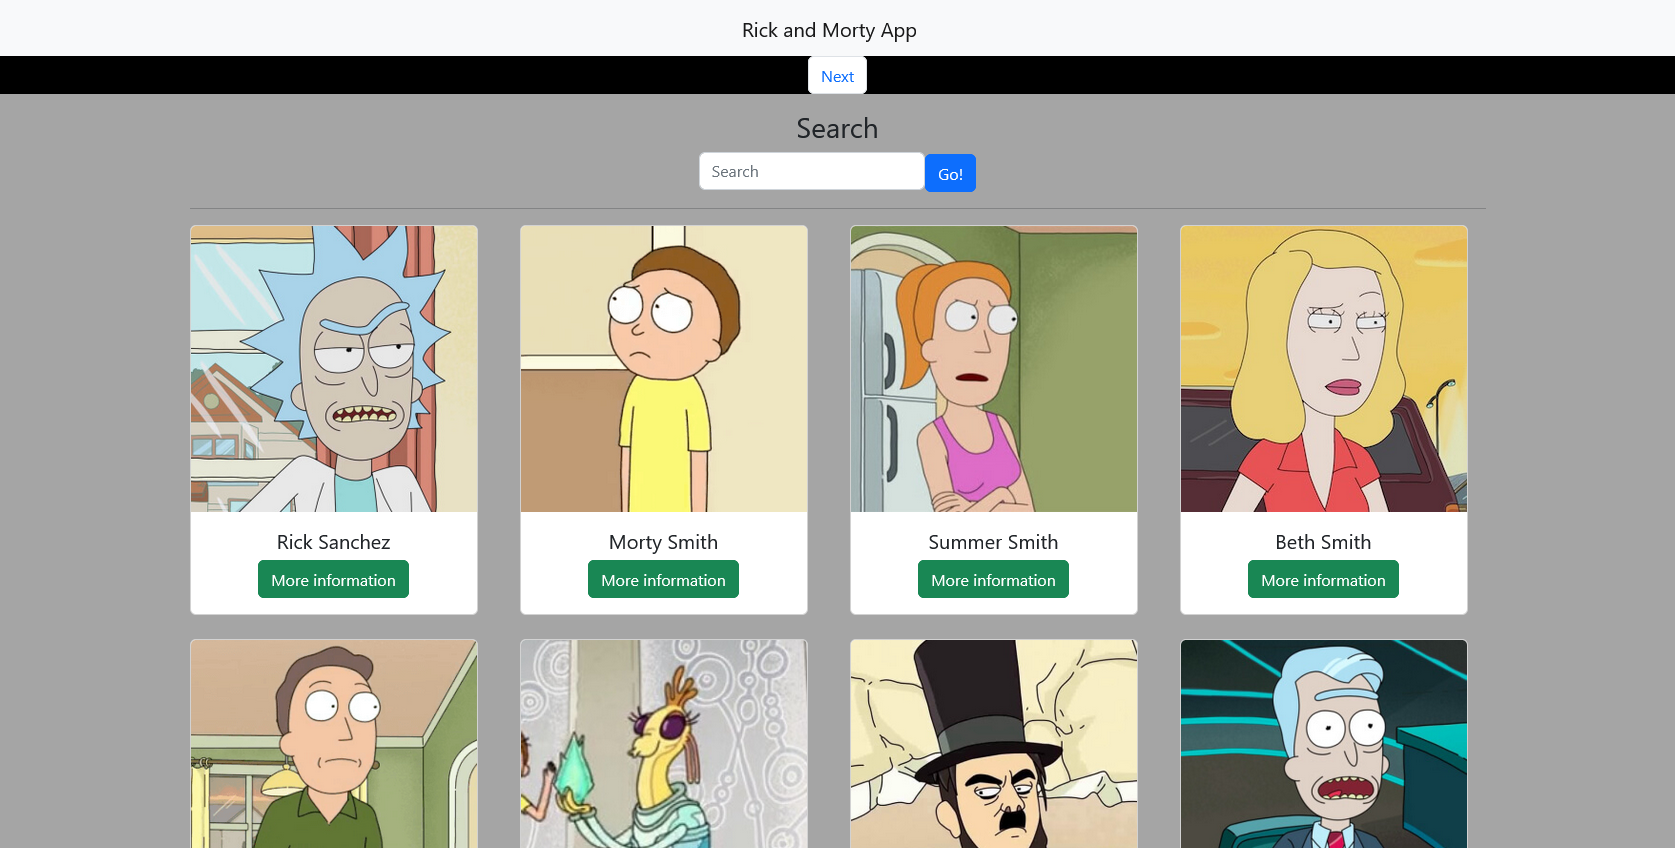 Rick and Morty App
Next
Search
Search
Go!
Rick Sanchez
Morty Smith
Summer Smith
Beth Smith
More information
More information
More information
More information